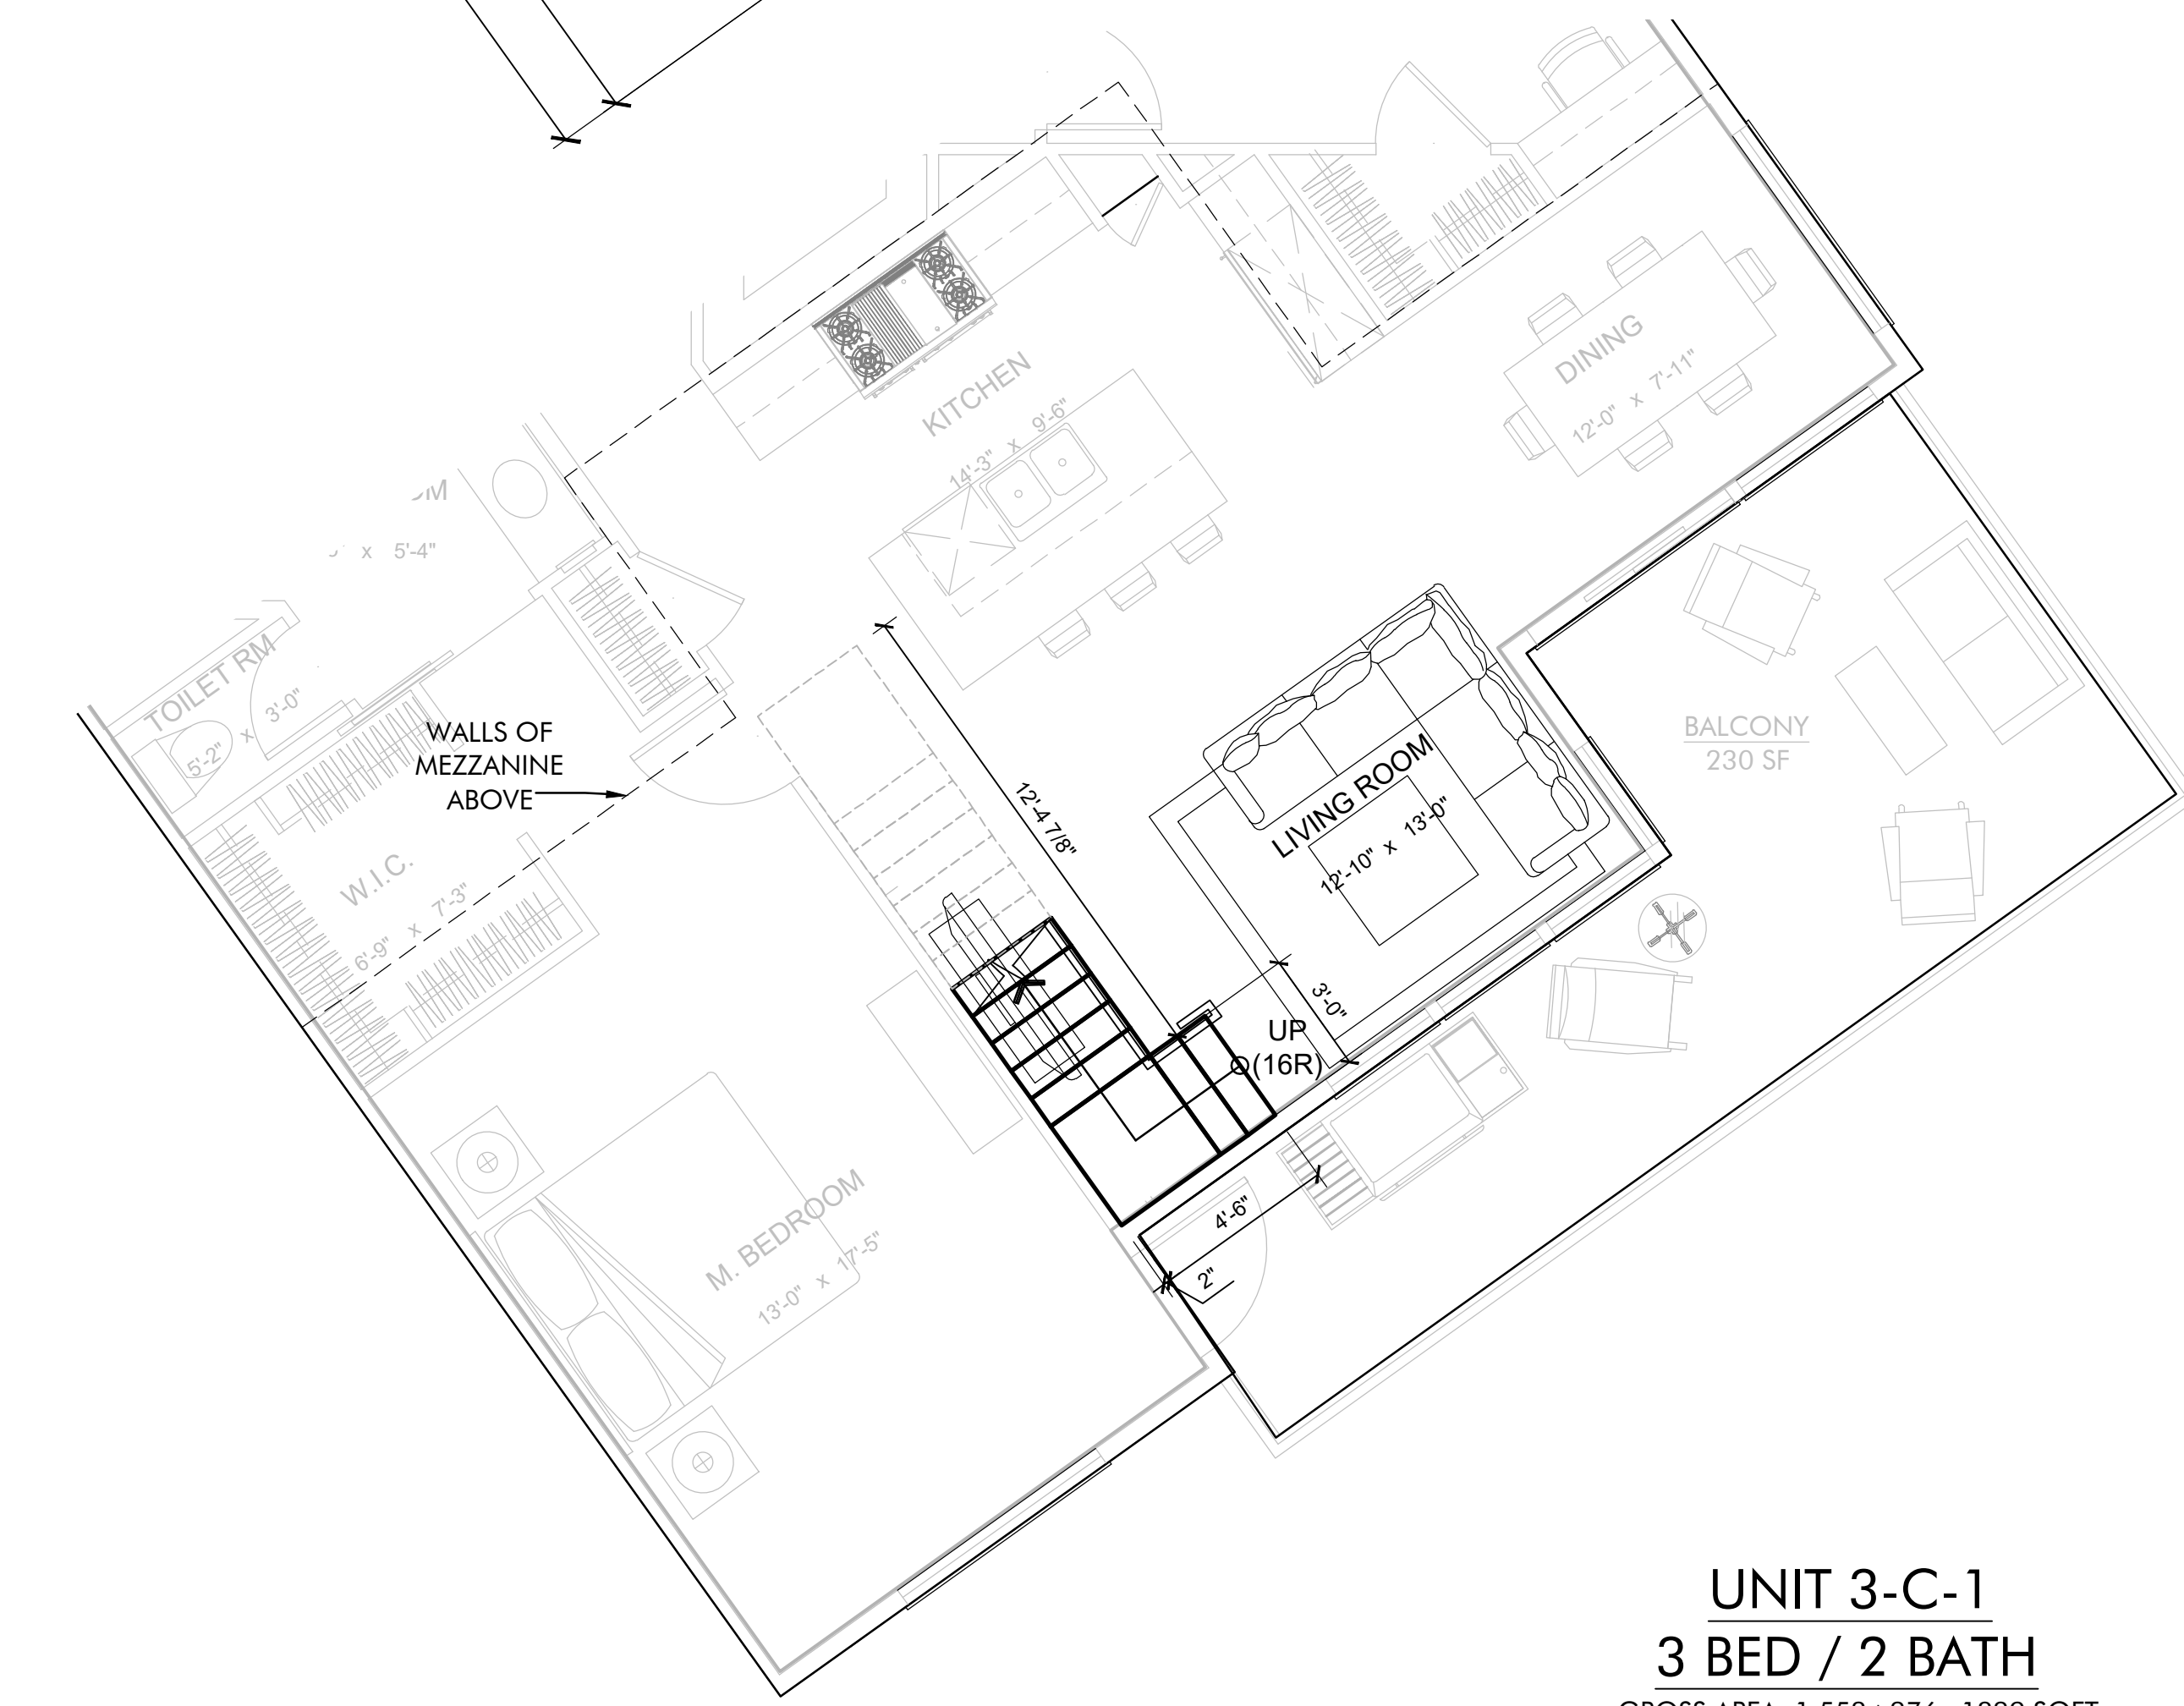 KITCHEN
14'-3" x 9'-6"
DINING
12'-0" x 7'-11"
x 5'-4"
TOILET RM
5'-2" x 3'-0"
WALLS OF
MEZZANINE
ABOVE
W.I.C.
6'-9" x 7'-3"
12'-4 7/8"
LIVING ROOM
12'-10" x 13'-0"
BALCONY
230 SF
3'-0"
UP
(16R)
M. BEDROOM
13'-0" x 17'-5"
4'-6"
2"
UNIT 3-C-1
3 BED / 2 BATH